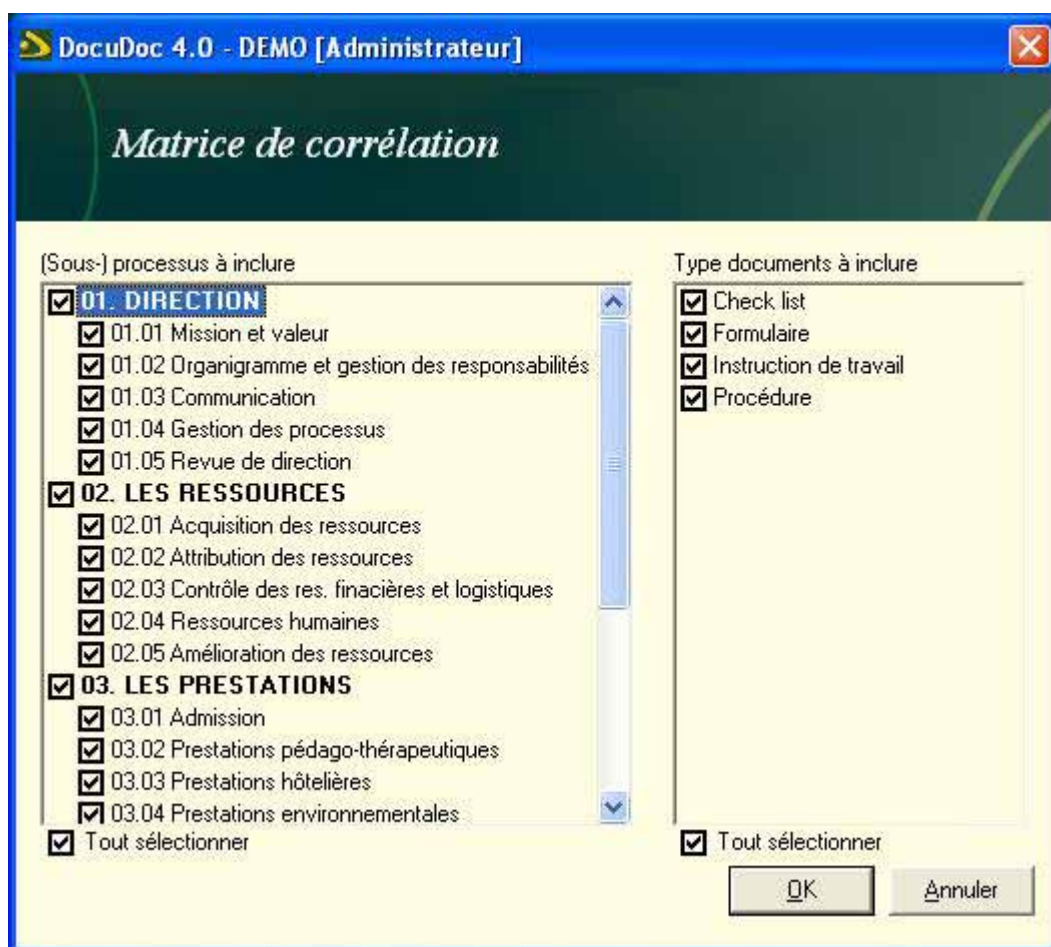 DocuDoc 4.0 - DEMO [Administrateur]
Matrice de corrélation
(Sous-) processus à inclure
01. DIRECTION
01.01 Mission et valeur
01.02 Organigramme et gestion des responsabilités
01.03 Communication
01.04 Gestion des processus
01.05 Revue de direction
02. LES RESSOURCES
02.01 Acquisition des ressources
02.02 Attribution des ressources
02.03 Contrôle des res. finacières et logistiques
02.04 Ressources humaines
02.05 Amélioration des ressources
03. LES PRESTATIONS
03.01 Admission
03.02 Prestations pédago-thérapeutiques
03.03 Prestations hôtelières
03.04 Prestations environnementales
Tout sélectionner
Type documents à inclure
Check list
Formulaire
Instruction de travail
Procédure
Tout sélectionner
OK
Annuler